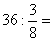 36 : 3/8 =